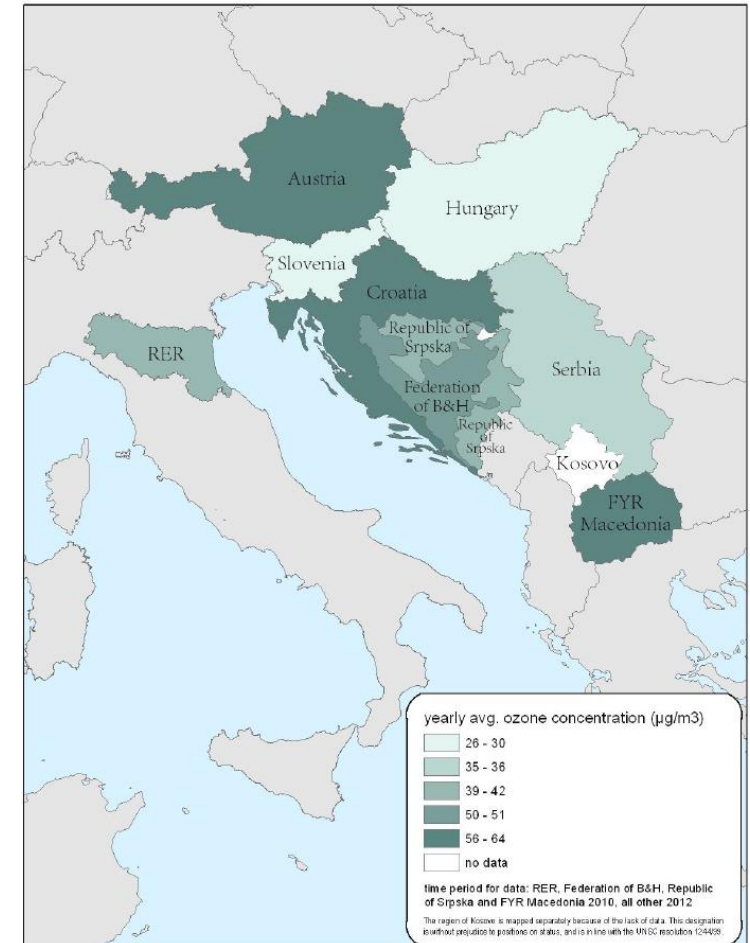 Austria
Hungary
Slovenia
Croatia
Republic of
Srpska
RER
Serbia
Federation
of B&H
Republic
of
Srpska
Kosovo
FYR
Macedonia
yearly avg. ozone concentration (µg/m3)
26 - 30
35 - 36
39 - 42
50 - 51
56 - 64
no data
time period for data: RER, Federation of B&H, Republic
of Srpska and FYR Macedonia 2010, all other 2012
The region of Kosovo is mapped separately because of the lack of data. This designation
is without prejudice to positions on status, and is in line with the UNSC resolution 1244/99.